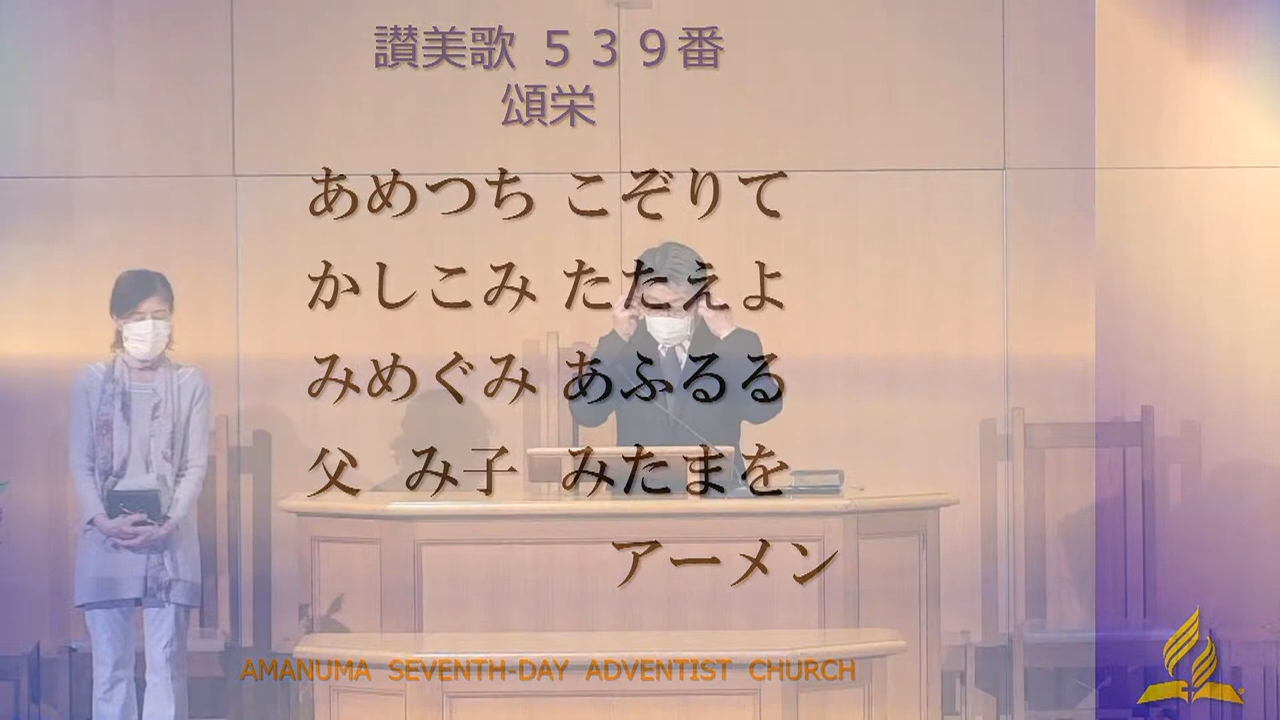 讃美歌 ５３９番
頌栄
あめつち こぞりて
かしこみ たたえよ
みめぐみ あふるる
父 み子 みたまを
アーメン
AMANUMA SEVENTH-DAY ADVENTIST CHURCH